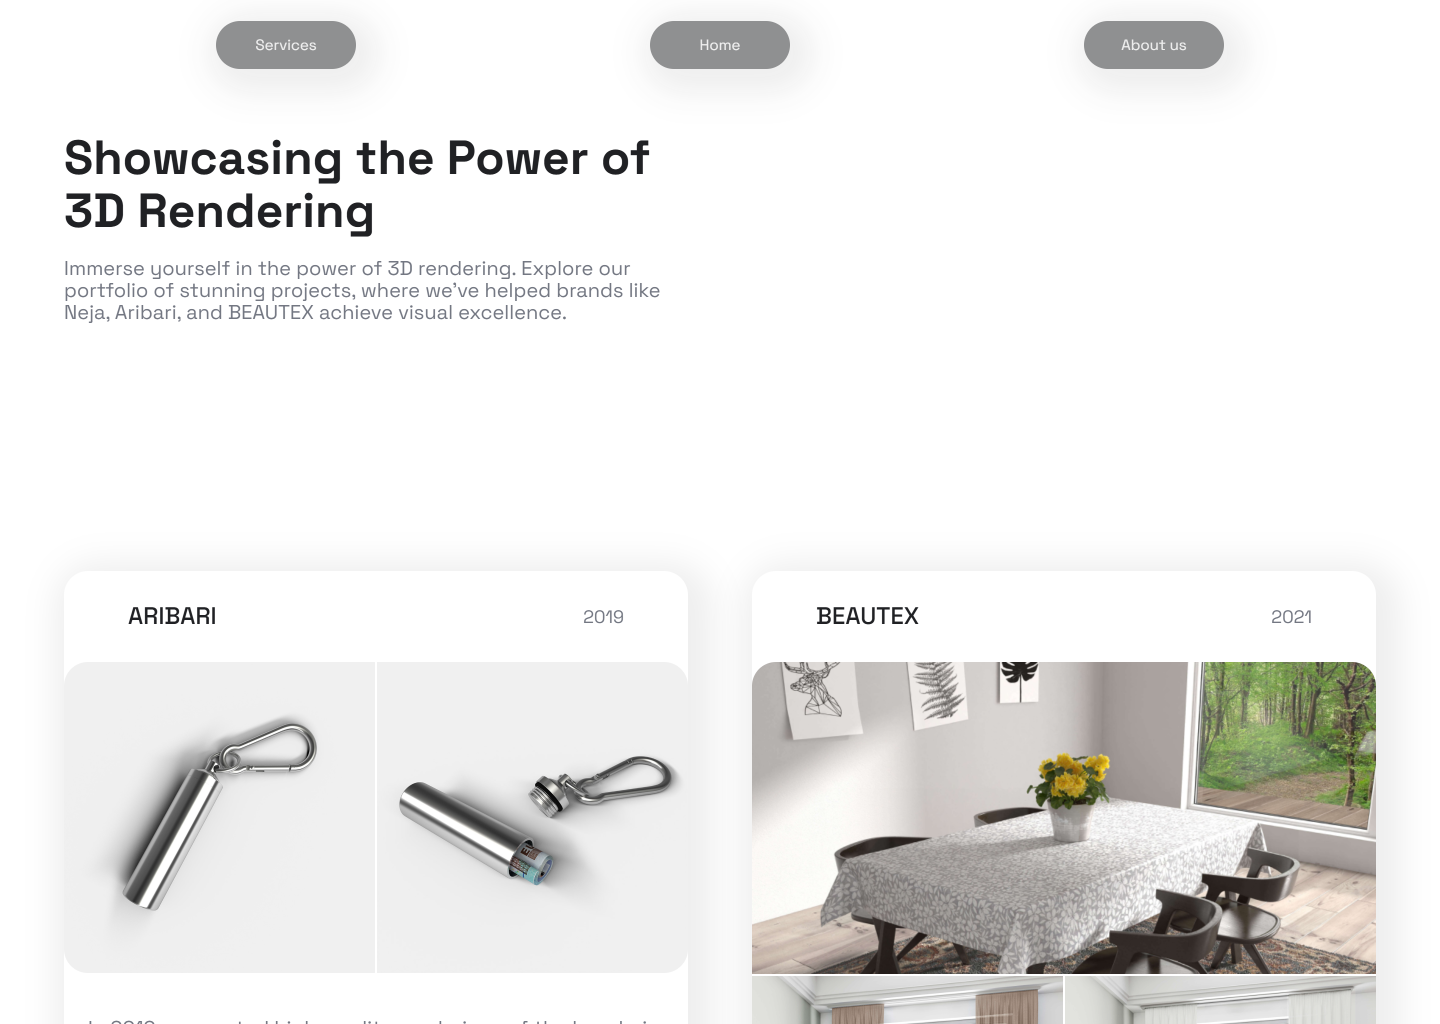 Services
Home
About us
Showcasing the Power of
3D Rendering
Immerse yourself in the power of 3D rendering. Explore our
portfolio of stunning projects, where we've helped brands like
Neja, Aribari, and BEAUTEX achieve visual excellence.
ARIBARI
2019
BEAUTEX
2021